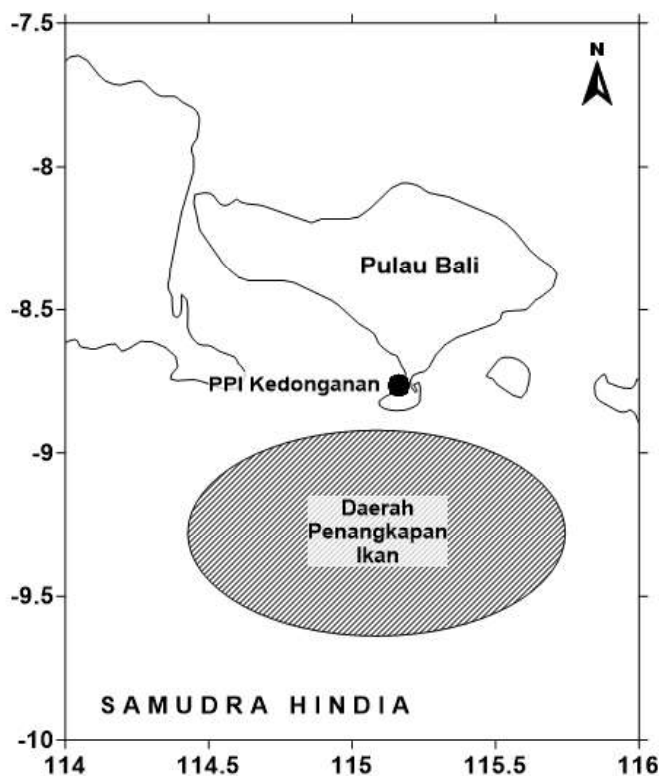 -7.5
N
-8
Pulau Bali
-8.5
PPI Kedonganan
-9
Daerah
Penangkapan
Ikan
-9.5
SAMUDRA HINDIA
-10
114
114.5
115
115.5
116